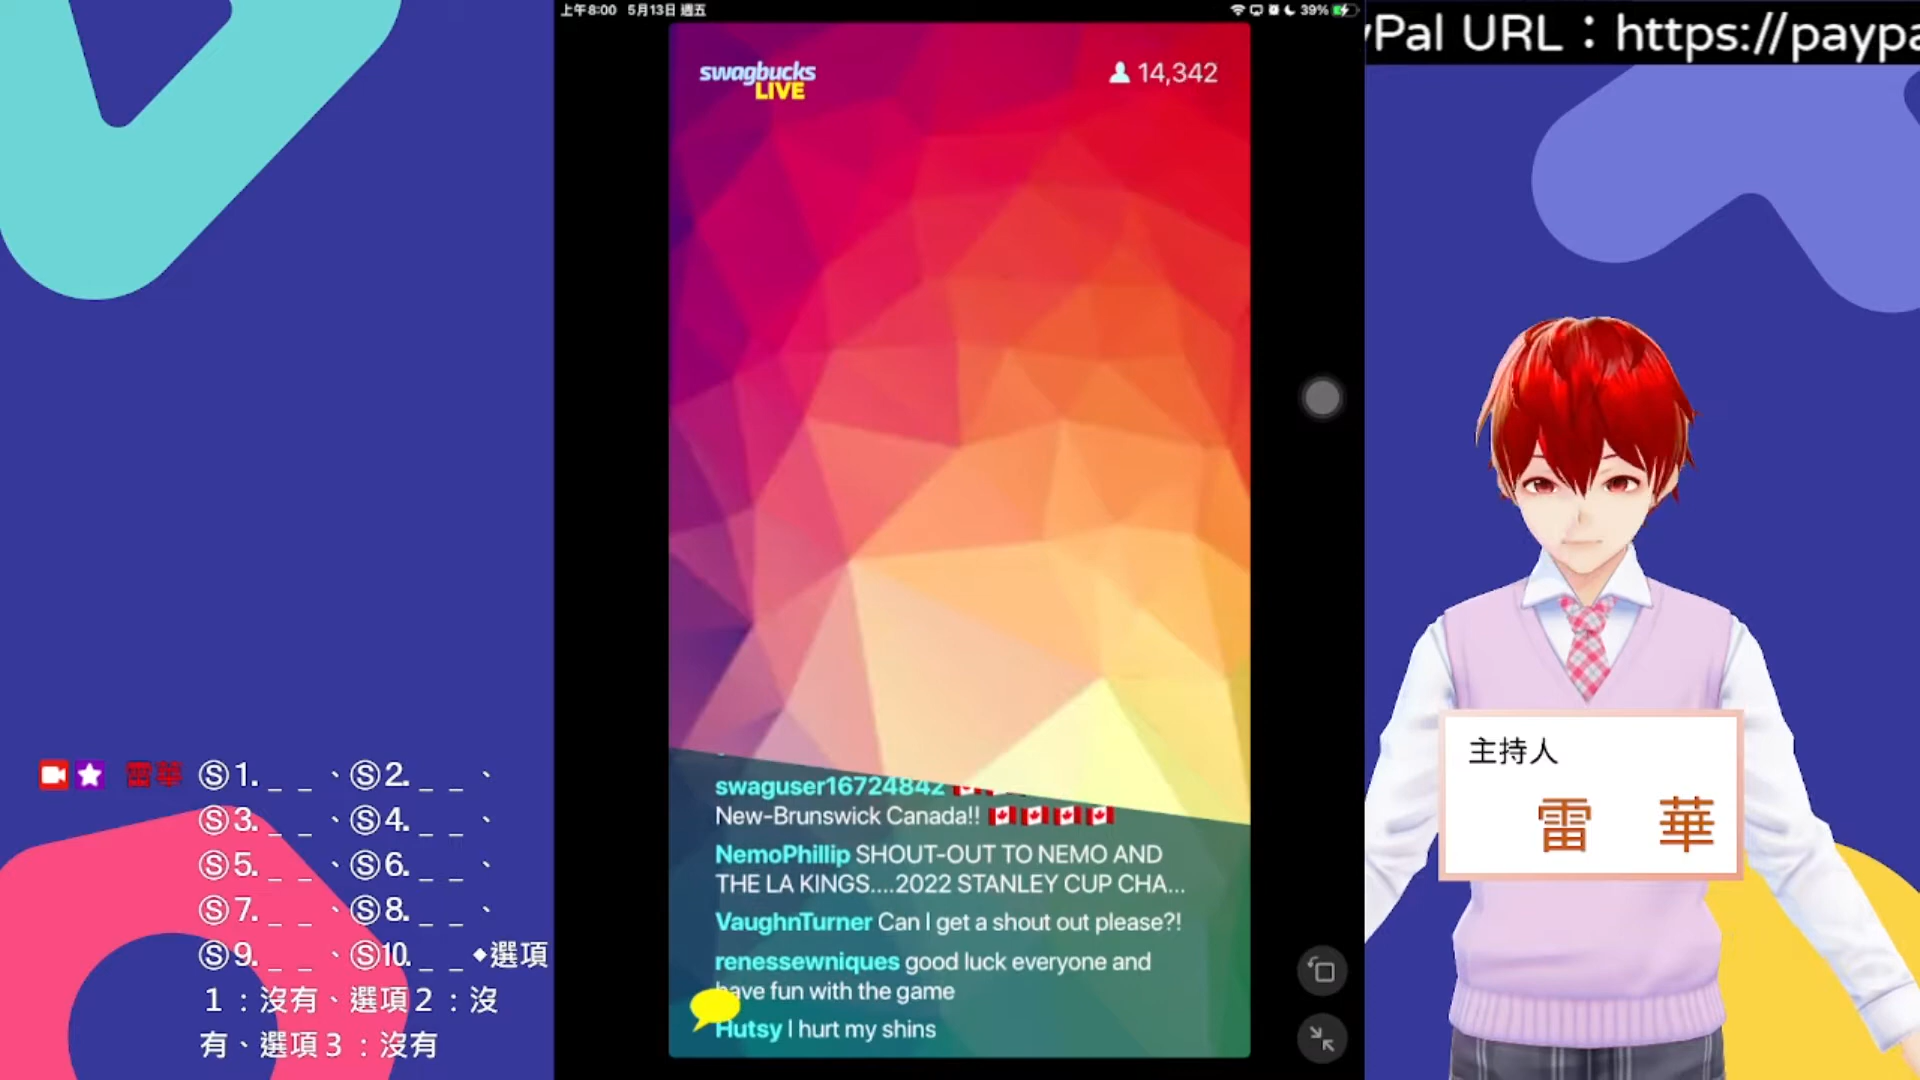 上午8:00 5月13日 週五
39%
PayPal URL：https://paypa
swagbucks
LIVE
14,342
swaguser16724842
New-Brunswick Canada!! 🇨🇦🇨🇦🇨🇦🇨🇦
NemoPhillip SHOUT-OUT TO NEMO AND
THE LA KINGS....2022 STANLEY CUP CHA...
VaughnTurner Can I get a shout out please?!
renessewniques good luck everyone and
have fun with the game
Hutsy I hurt my shins
雷華 Ⓢ1. _ _ 、Ⓢ2. _ _ 、
Ⓢ3. _ _ 、Ⓢ4. _ _ 、
Ⓢ5. _ _ 、Ⓢ6. _ _ 、
Ⓢ7. _ _ 、Ⓢ8. _ _ 、
Ⓢ9. _ _ 、Ⓢ10. _ _ ◆選項
１：沒有、選項２：沒
有、選項３：沒有
主持人
雷 華